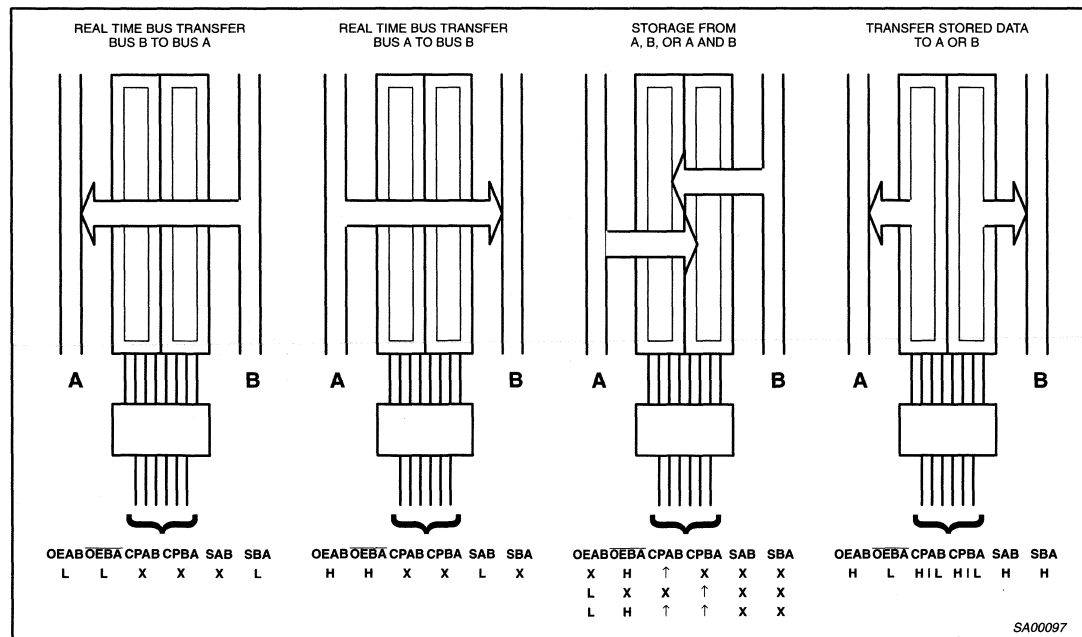 REAL TIME BUS TRANSFER
BUS B TO BUS A
REAL TIME BUS TRANSFER
BUS A TO BUS B
STORAGE FROM
A, B, OR A AND B
TRANSFER STORED DATA
TO A OR B
A B
A B
A B
A B
OEAB OEBA CPAB CPBA SAB SBA
L L X X X L
OEAB OEBA CPAB CPBA SAB SBA
H H X X L X
OEAB OEBA CPAB CPBA SAB SBA
X H ↑ X X X
L X X ↑ X X
L H ↑ ↑ X X
OEAB OEBA CPAB CPBA SAB SBA
H L H|L H|L H H
SA00097